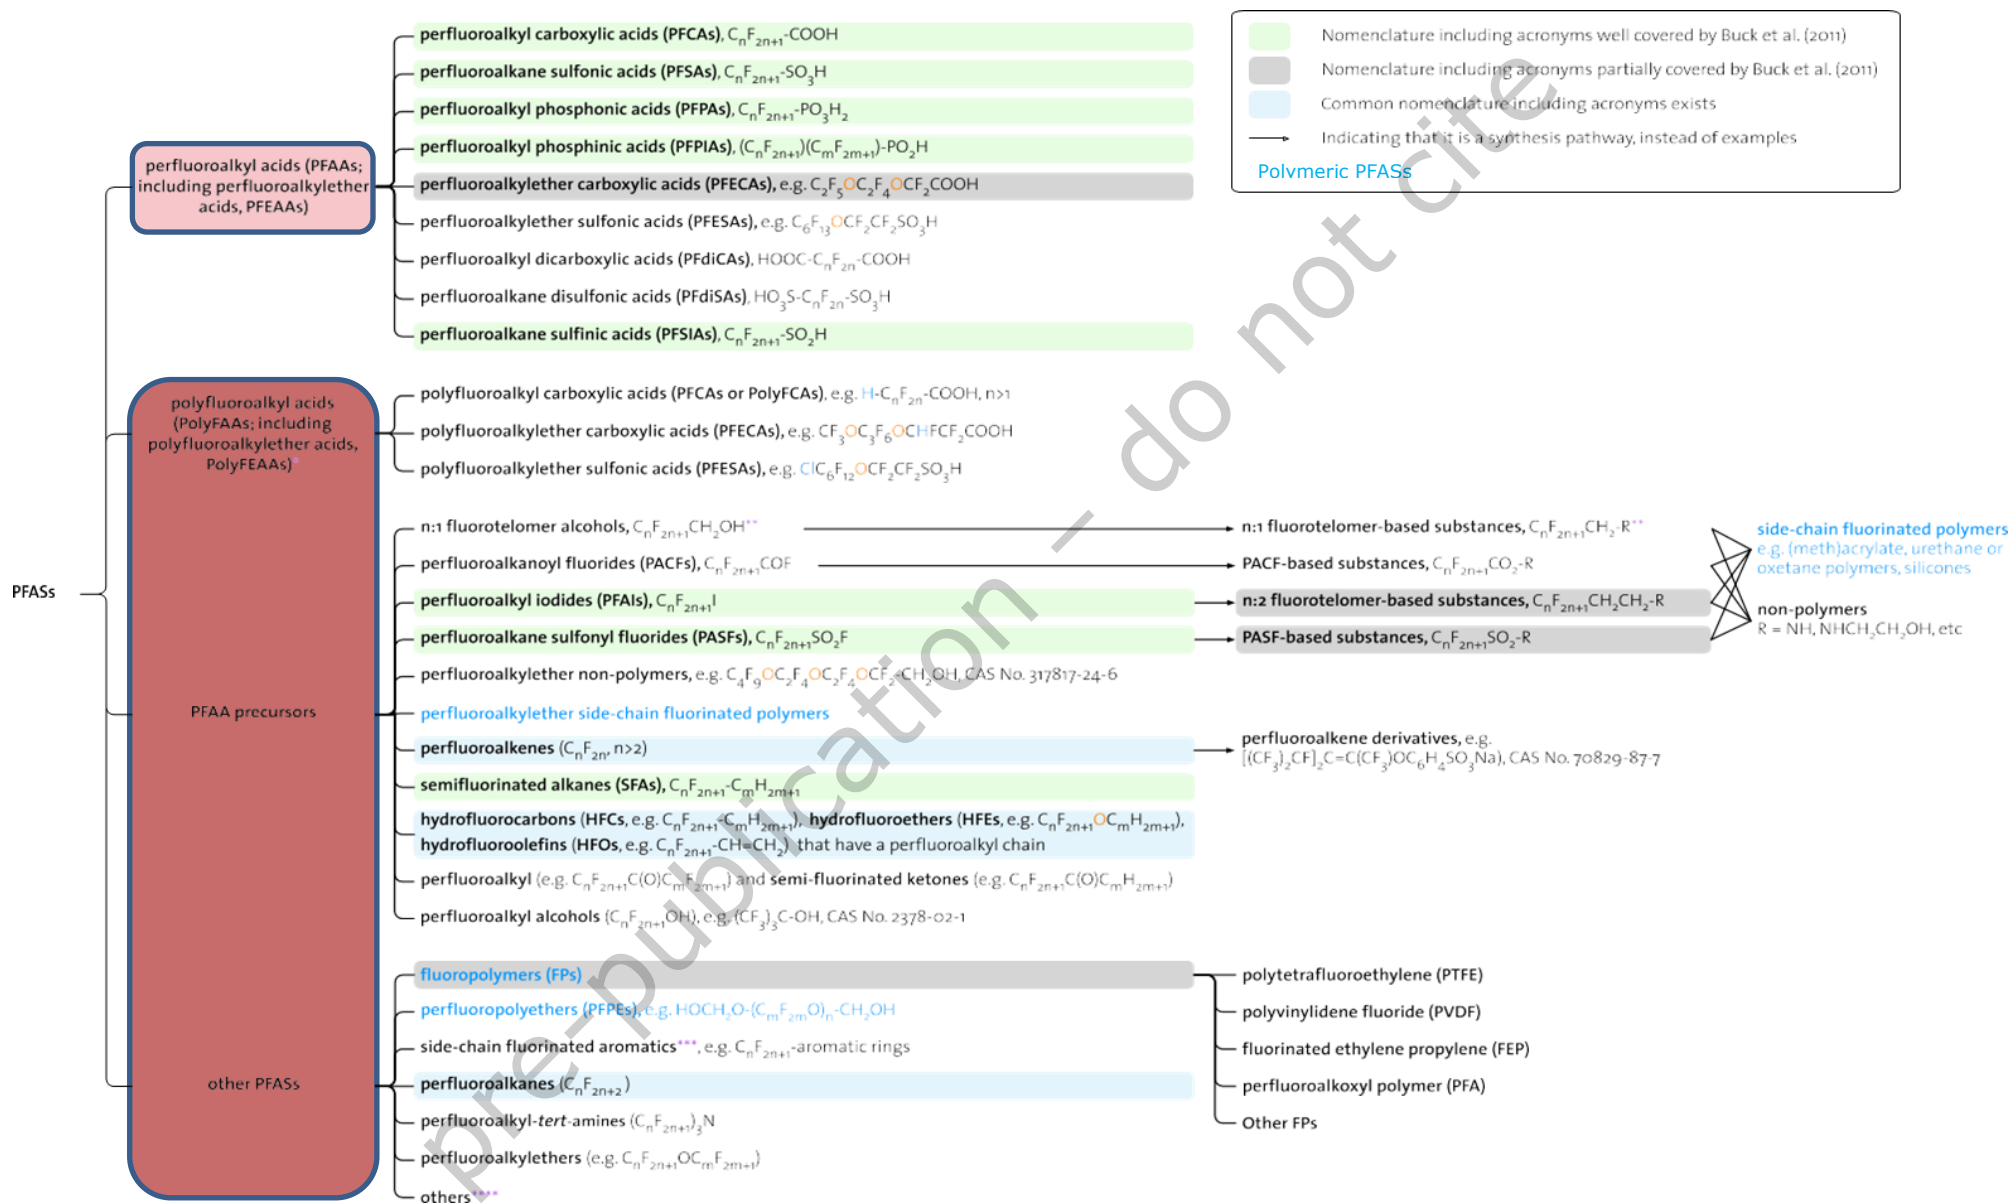 perfluoroalkyl carboxylic acids (PFCAs), CnF2n+1-COOH
perfluoroalkane sulfonic acids (PFSAs), CnF2n+1-SO3H
perfluoroalkyl phosphonic acids (PFPAs), CnF2n+1-PO3H2
perfluoroalkyl phosphinic acids (PFPIAs), (CnF2n+1)(CmF2m+1)-PO2H
perfluoroalkylether carboxylic acids (PFECAs), e.g. C2F5OC2F4OCF2COOH
perfluoroalkylether sulfonic acids (PFESAs), e.g. C6F13OCF2CF2SO3H
perfluoroalkyl dicarboxylic acids (PFdiCAs), HOOC-CnF2n-COOH
perfluoroalkane disulfonic acids (PFdiSAs), HO3S-CnF2n-SO3H
perfluoroalkane sulfinic acids (PFSIAs), CnF2n+1-SO2H
Nomenclature including acronyms well covered by Buck et al. (2011)
Nomenclature including acronyms partially covered by Buck et al. (2011)
Common nomenclature including acronyms exists
Indicating that it is a synthesis pathway, instead of examples
Polymeric PFASs
perfluoroalkyl acids (PFAAs;
including perfluoroalkylether
acids, PFEAAs)
polyfluoroalkyl acids
(PolyFAAs; including
polyfluoroalkylether acids,
PolyFEAAs)*
polyfluoroalkyl carboxylic acids (PFCAs or PolyFCAs), e.g. H-CnF2n-COOH, n>1
polyfluoroalkylether carboxylic acids (PFECAs), e.g. CF3OC3F6OCHFCF2COOH
polyfluoroalkylether sulfonic acids (PFESAs), e.g. ClC6F12OCF2CF2SO3H
PFASs
PFAA precursors
n:1 fluorotelomer alcohols, CnF2n+1CH2OH**
perfluoroalkanoyl fluorides (PACFs), CnF2n+1COF
perfluoroalkyl iodides (PFAIs), CnF2n+1I
perfluoroalkane sulfonyl fluorides (PASFs), CnF2n+1SO2F
perfluoroalkylether non-polymers, e.g. C4F9OC2F4OC2F4OCF2-CH2OH, CAS No. 317817-24-6
perfluoroalkylether side-chain fluorinated polymers
perfluoroalkenes (CnF2n, n>2)
semifluorinated alkanes (SFAs), CnF2n+1-CmH2m+1
hydrofluorocarbons (HFCs, e.g. CnF2n+1-CmH2m+1), hydrofluoroethers (HFEs, e.g. CnF2n+1OCmH2m+1),
hydrofluoroolefins (HFOs, e.g. CnF2n+1-CH=CH2) that have a perfluoroalkyl chain
perfluoroalkyl (e.g. CnF2n+1C(O)CmF2m+1) and semi-fluorinated ketones (e.g. CnF2n+1C(O)CmH2m+1)
perfluoroalkyl alcohols (CnF2n+1OH), e.g. (CF3)3C-OH, CAS No. 2378-02-1
n:1 fluorotelomer-based substances, CnF2n+1CH2-R**
PACF-based substances, CnF2n+1CO2-R
n:2 fluorotelomer-based substances, CnF2n+1CH2CH2-R
PASF-based substances, CnF2n+1SO2-R
side-chain fluorinated polymers
e.g. (meth)acrylate, urethane or
oxetane polymers, silicones
non-polymers
R = NH, NHCH2CH2OH, etc
perfluoroalkene derivatives, e.g.
[(CF3)2CF]2C=C(CF3)OC6H4SO3Na), CAS No. 70829-87-7
other PFASs
fluoropolymers (FPs)
perfluoropolyethers (PFPEs), e.g. HOCH2O-(CmF2mO)n-CH2OH
side-chain fluorinated aromatics***, e.g. CnF2n+1-aromatic rings
perfluoroalkanes (CnF2n+2)
perfluoroalkyl-tert-amines (CnF2n+1)3N
perfluoroalkylethers (e.g. CnF2n+1OCmF2m+1)
others****
polytetrafluoroethylene (PTFE)
polyvinylidene fluoride (PVDF)
fluorinated ethylene propylene (FEP)
perfluoroalkoxyl polymer (PFA)
Other FPs
pre-publication – do not cite